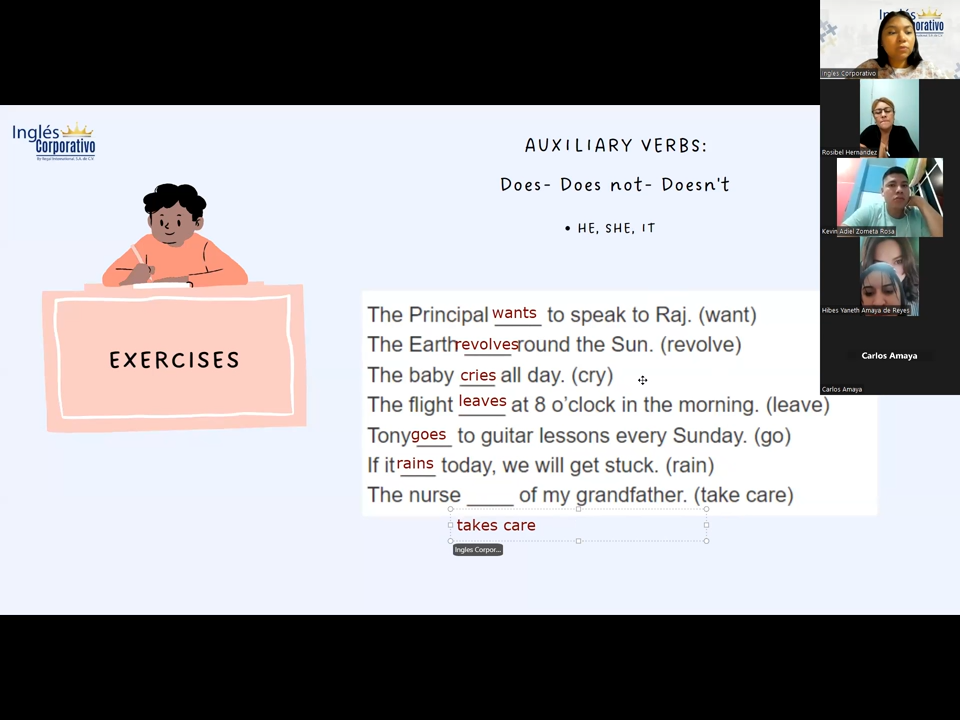 Inglés
Corporativo
By Regal International S.A. de C.V.
AUXILIARY VERBS:
Does- Does not- Doesn't
• HE, SHE, IT
EXERCISES
The Principal wants to speak to Raj. (want)
The Earth revolves round the Sun. (revolve)
The baby cries all day. (cry)
The flight leaves at 8 o’clock in the morning. (leave)
Tony goes to guitar lessons every Sunday. (go)
If it rains today, we will get stuck. (rain)
The nurse ____ of my grandfather. (take care)
takes care
Ingles Corpor...
Inglés Corporativo
Rosibel Hernández
Kevin Adiel Zometa Rosa
Hibes Yaneth Amaya de Reyes
Carlos Amaya
Carlos Amaya